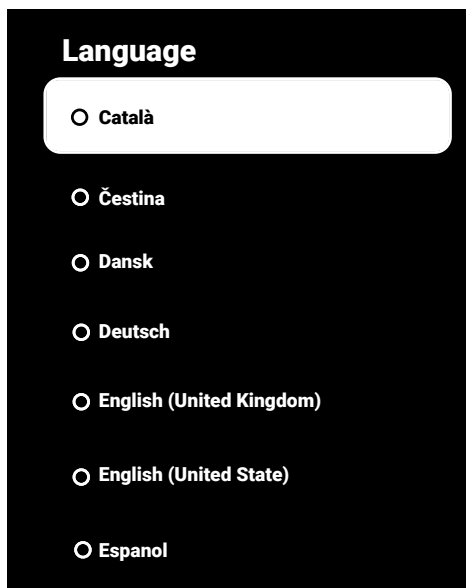 Language
Català
Čestina
Dansk
Deutsch
English (United Kingdom)
English (United State)
Espanol